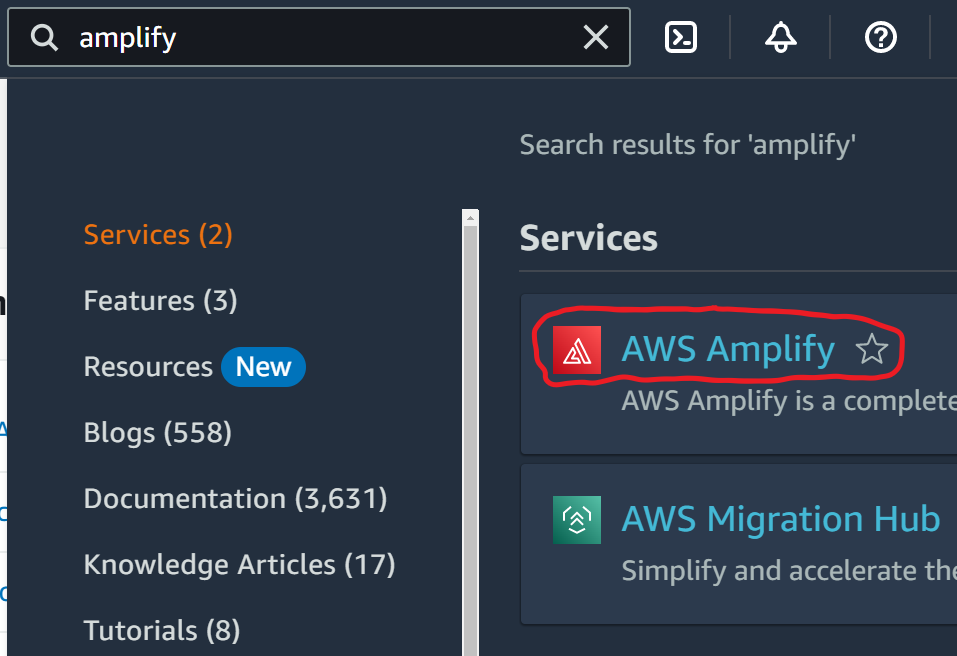 amplify
Search results for 'amplify'
Services (2)
Features (3)
Resources New
Blogs (558)
Documentation (3,631)
Knowledge Articles (17)
Tutorials (8)
Services
AWS Amplify
AWS Amplify is a complete
AWS Migration Hub
Simplify and accelerate the